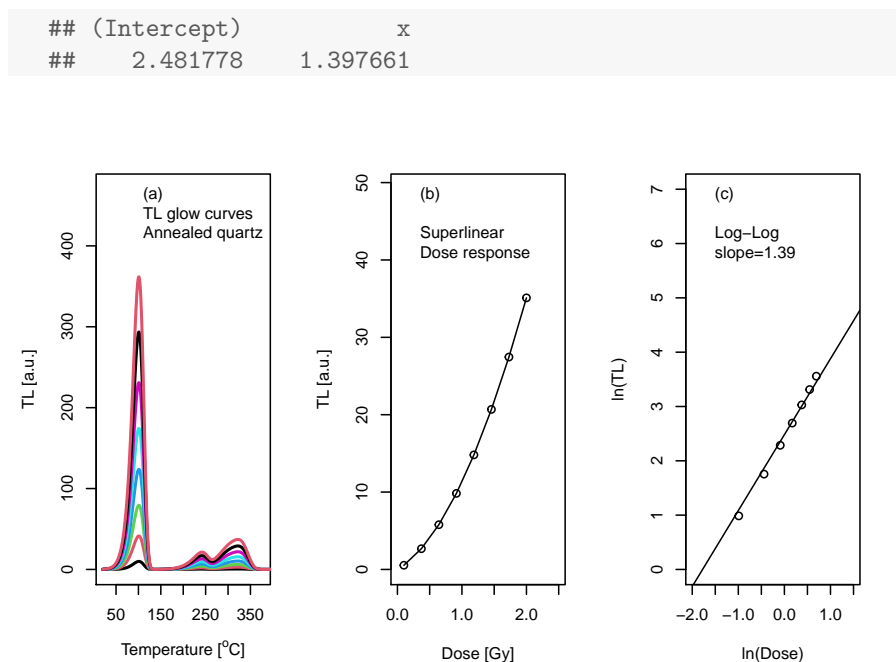 ## (Intercept) x
## 2.481778 1.397661
(a)
TL glow curves
Annealed quartz
TL [a.u.]
400
300
200
100
0
50 150 250 350
Temperature [°C]
(b)
Superlinear
Dose response
TL [a.u.]
50
40
30
20
10
0
0.0 1.0 2.0
Dose [Gy]
(c)
Log−Log
slope=1.39
ln(TL)
7
6
5
4
3
2
1
0
−2.0 −1.0 0.0 1.0
ln(Dose)